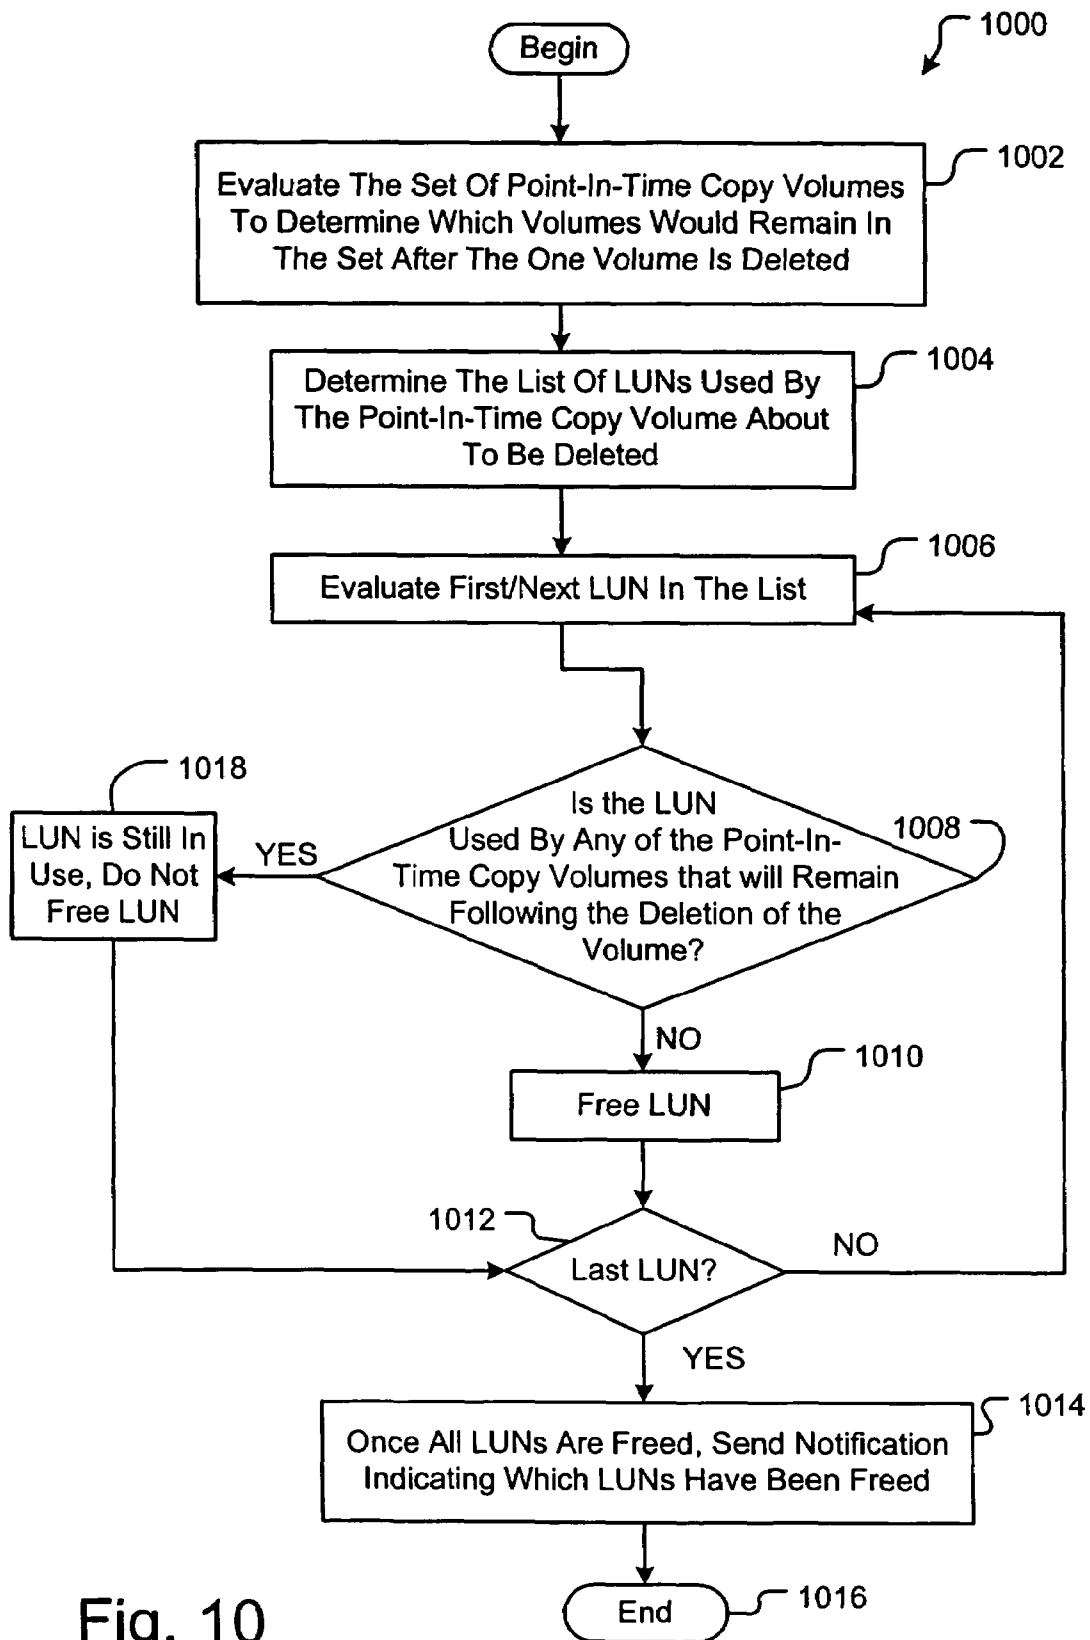 1000
Begin
1002
Evaluate The Set Of Point-In-Time Copy Volumes
To Determine Which Volumes Would Remain In
The Set After The One Volume Is Deleted
1004
Determine The List Of LUNs Used By
The Point-In-Time Copy Volume About
To Be Deleted
1006
Evaluate First/Next LUN In The List
1018
LUN is Still In
Use, Do Not
Free LUN
YES
Is the LUN
Used By Any of the Point-In-
Time Copy Volumes that will Remain
Following the Deletion of the
Volume?
1008
NO
1010
Free LUN
1012
Last LUN?
NO
YES
1014
Once All LUNs Are Freed, Send Notification
Indicating Which LUNs Have Been Freed
End
1016
Fig. 10